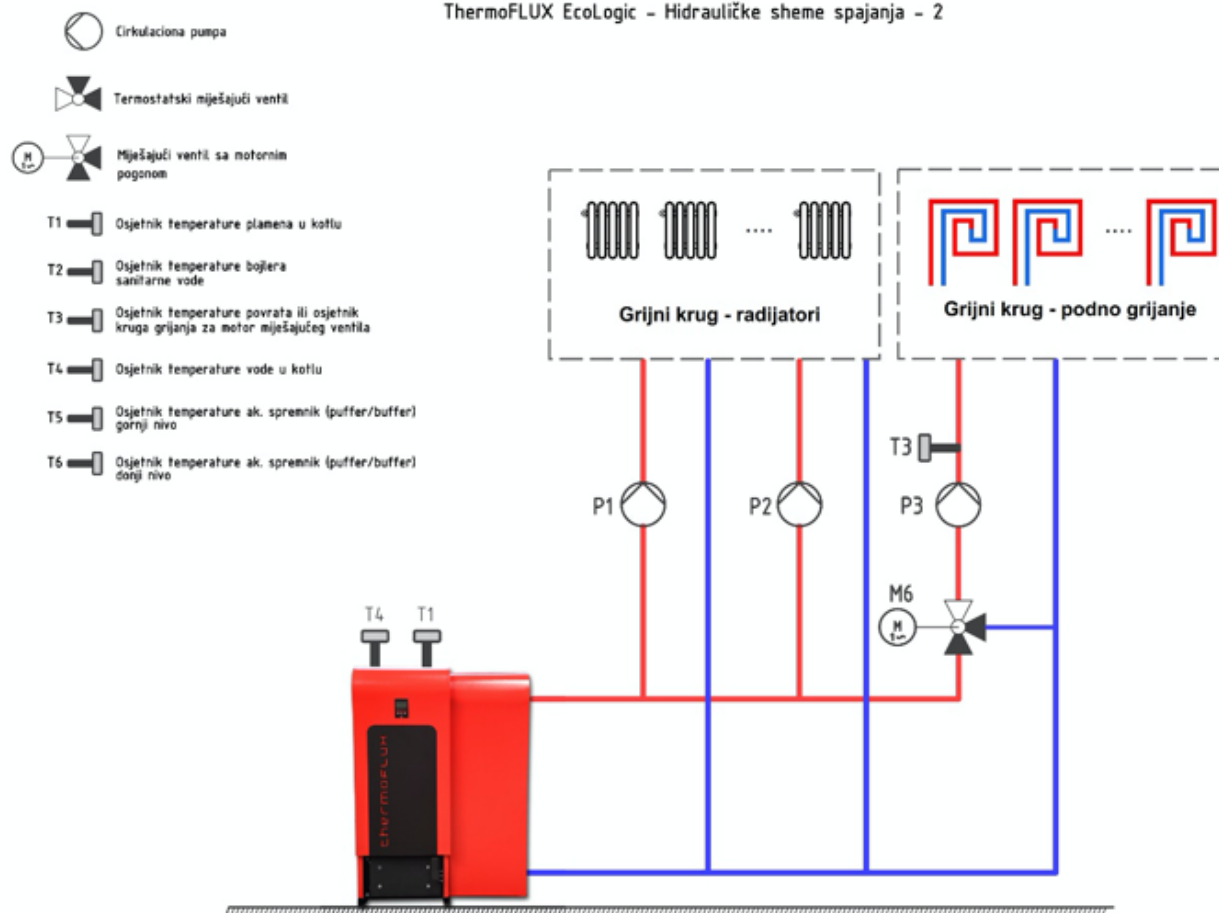 ThermoFLUX EcoLogic - Hidrauličke sheme spajanja - 2
Cirkulaciona pumpa
Termostatski miješajući ventil
M
1~
Miješajući ventil sa motornim
pogonom
T1
Osjetnik temperature plamena u kotlu
T2
Osjetnik temperature bojlera
sanitarne vode
T3
Osjetnik temperature povrata ili osjetnik
kruga grijanja za motor miješajućeg ventila
T4
Osjetnik temperature vode u kotlu
T5
Osjetnik temperature ak. spremnik (puffer/buffer)
gornji nivo
T6
Osjetnik temperature ak. spremnik (puffer/buffer)
donji nivo
....
Grijni krug - radijatori
....
Grijni krug - podno grijanje
T3
P1
P2
P3
M6
M
1~
T4
T1
thermoflux